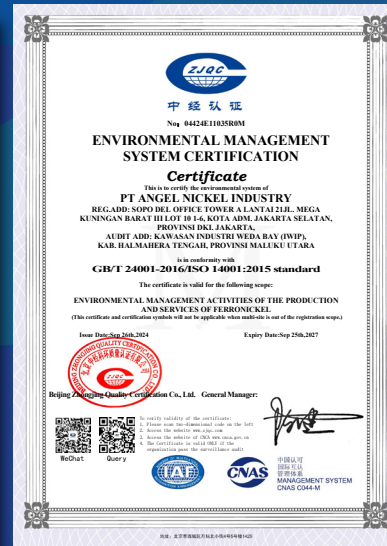 ZJQC
中经认证
No: 04424E11035R0M
ENVIRONMENTAL MANAGEMENT
SYSTEM CERTIFICATION
Certificate
This is to certify the environmental system of
PT ANGEL NICKEL INDUSTRY
REG.ADD: SOPO DEL OFFICE TOWER A LANTAI 21JL. MEGA
KUNINGAN BARAT III LOT 10 1-6, KOTA ADM. JAKARTA SELATAN,
PROVINSI DKI JAKARTA,
AUDIT ADD: KAWASAN INDUSTRI WEDA BAY (IWIP),
KAB. HALMAHERA TENGAH, PROVINSI MALUKU UTARA
is in conformity with
GB/T 24001-2016/ISO 14001:2015 standard
The certificate is valid for the following scope:
ENVIRONMENTAL MANAGEMENT ACTIVITIES OF THE PRODUCTION
AND SERVICES OF FERRONICKEL
(This certificate and certification symbols will not be applicable when multi-site is out of the registration scope.)
Issue Date:Sep 26th,2024 Expiry Date:Sep 25th,2027
BEIJING ZHONGJING QUALITY CERTIFICATION CO., LTD.
ZJQC
Beijing Zhongjing Quality Certification Co., Ltd. General Manager:
To verify validity of the certificate:
1. Please scan two-dimensional code on the left
2. Access the website www.zjqc.com
3. Access the website of CNCA www.cnca.gov.cn
4. The Certificate is valid ONLY if the
organization pass the surveillance audit
WeChat Query
IAF
CNAS
中国认可
国际互认
管理体系
MANAGEMENT SYSTEM
CNAS C044-M